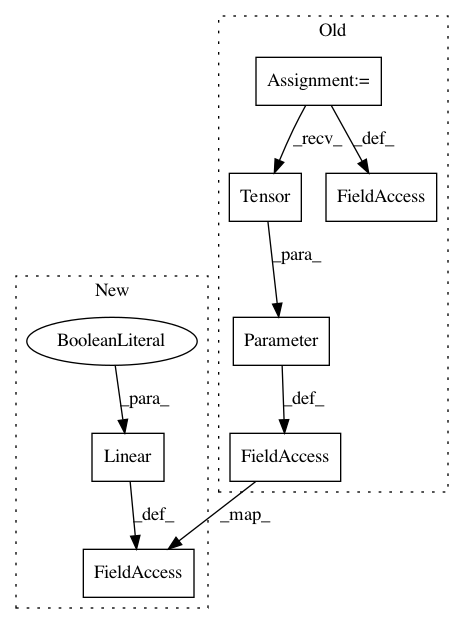 Old
Assignment:=
_recv_
_def_
Tensor
FieldAccess
_para_
New
BooleanLiteral
Parameter
_para_
_def_
Linear
FieldAccess
_def_
_map_
FieldAccess